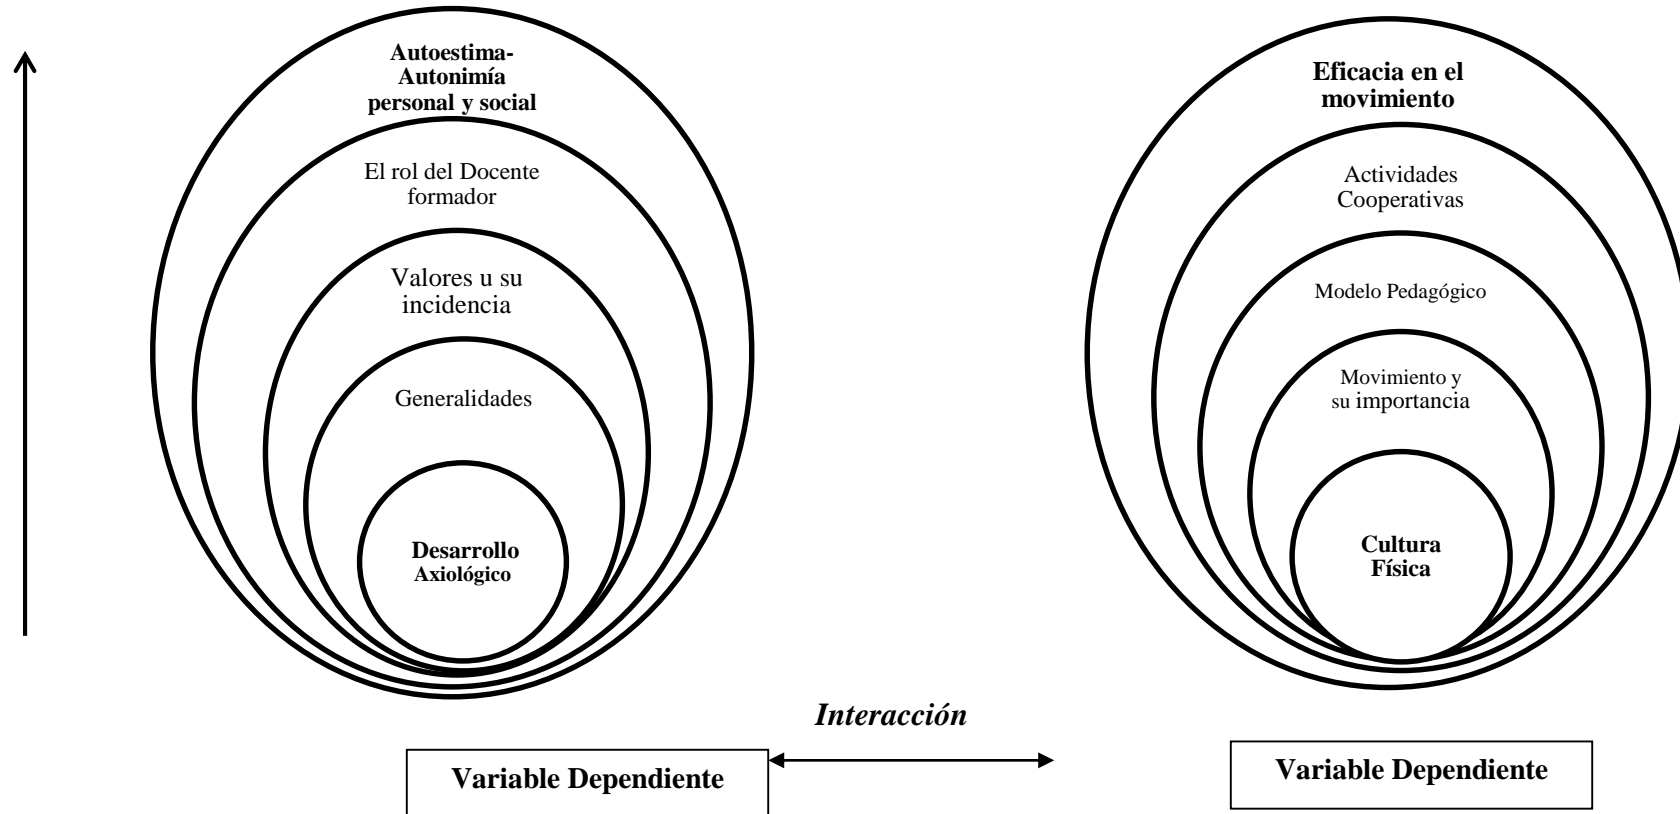 Autoestima-
Autonimía
personal y social
El rol del Docente
formador
Valores u su
incidencia
Generalidades
Desarrollo
Axiológico
Eficacia en el
movimiento
Actividades
Cooperativas
Modelo Pedagógico
Movimiento y
su importancia
Cultura
Física
Interacción
Variable Dependiente
Variable Dependiente